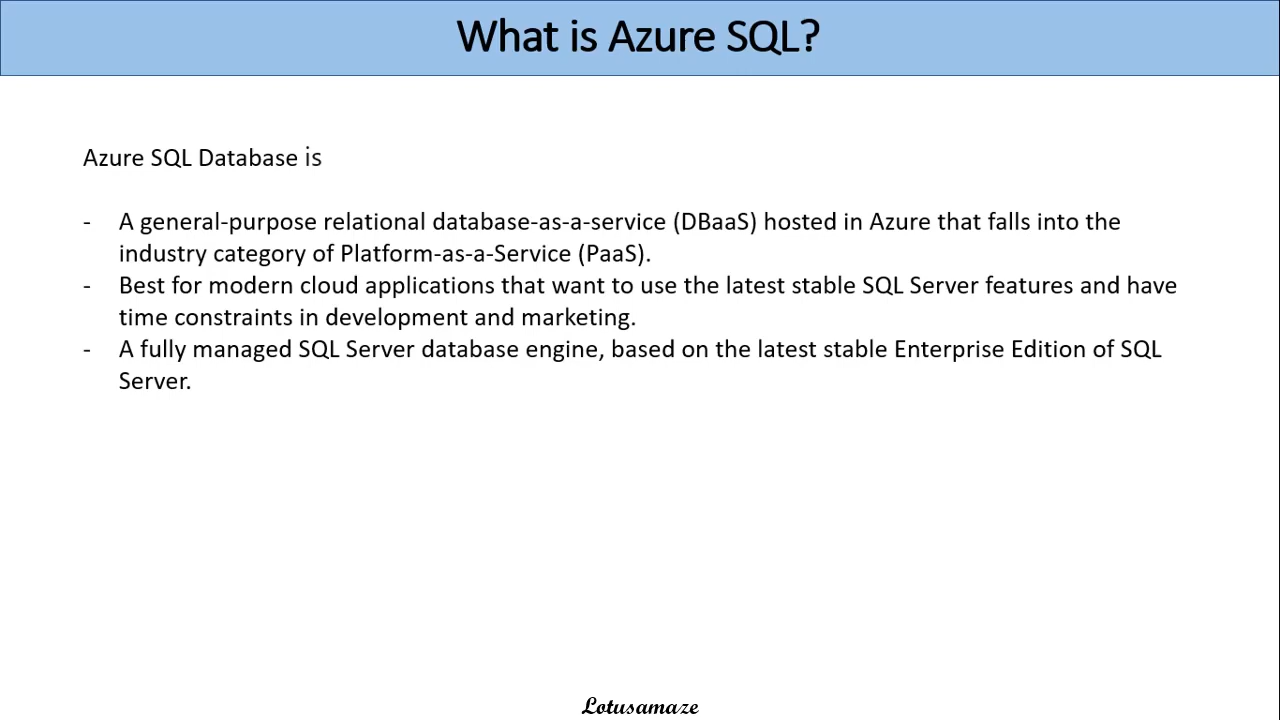 What is Azure SQL?
Azure SQL Database is
- A general-purpose relational database-as-a-service (DBaaS) hosted in Azure that falls into the
industry category of Platform-as-a-Service (PaaS).
- Best for modern cloud applications that want to use the latest stable SQL Server features and have
time constraints in development and marketing.
- A fully managed SQL Server database engine, based on the latest stable Enterprise Edition of SQL
Server.
Lotusamaze